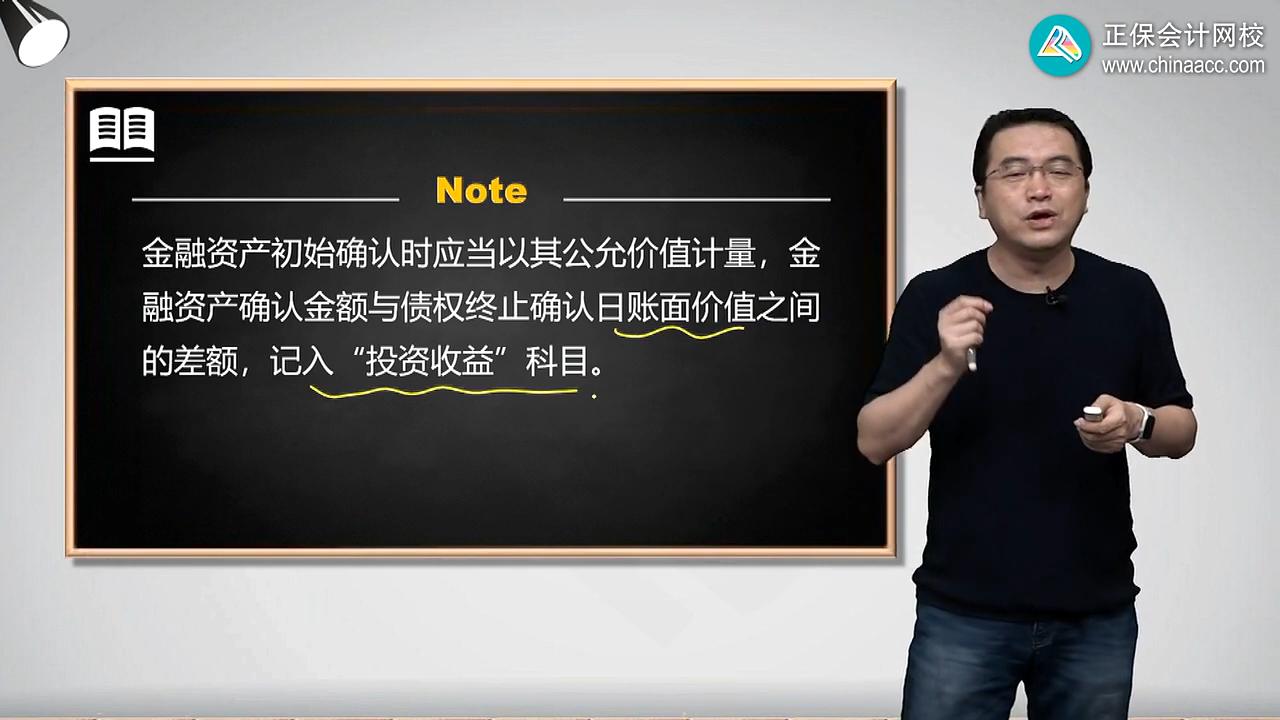 正保会计网校
www.chinaacc.com
Note
金融资产初始确认时应当以其公允价值计量，金
融资产确认金额与债权终止确认日账面价值之间
的差额，记入“投资收益”科目。